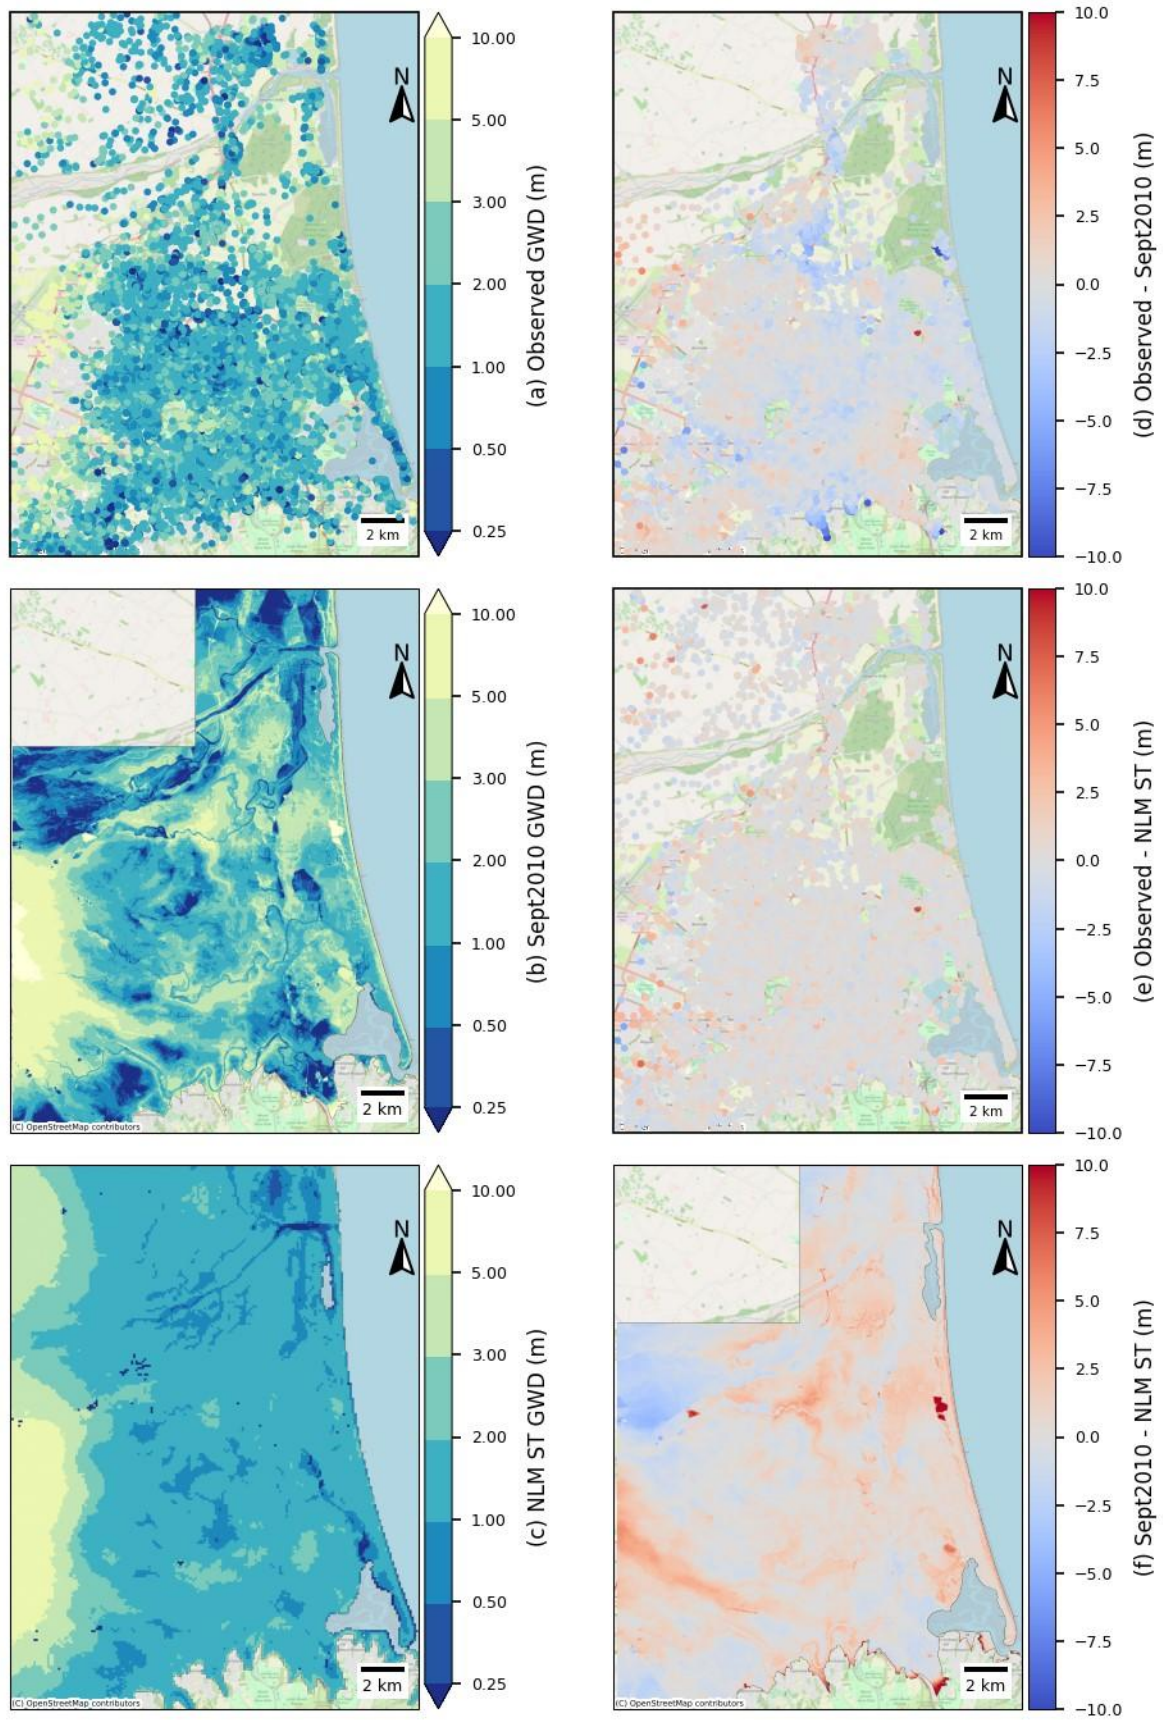 N
2 km
10.00
5.00
3.00
2.00
1.00
0.50
0.25
(a) Observed GWD (m)
N
2 km
10.0
7.5
5.0
2.5
0.0
−2.5
−5.0
−7.5
−10.0
(d) Observed - Sept2010 (m)
N
2 km
(C) OpenStreetMap contributors
10.00
5.00
3.00
2.00
1.00
0.50
0.25
(b) Sept2010 GWD (m)
N
2 km
10.0
7.5
5.0
2.5
0.0
−2.5
−5.0
−7.5
−10.0
(e) Observed - NLM ST (m)
N
2 km
(C) OpenStreetMap contributors
10.00
5.00
3.00
2.00
1.00
0.50
0.25
(c) NLM ST GWD (m)
N
2 km
(C) OpenStreetMap contributors
10.0
7.5
5.0
2.5
0.0
−2.5
−5.0
−7.5
−10.0
(f) Sept2010 - NLM ST (m)